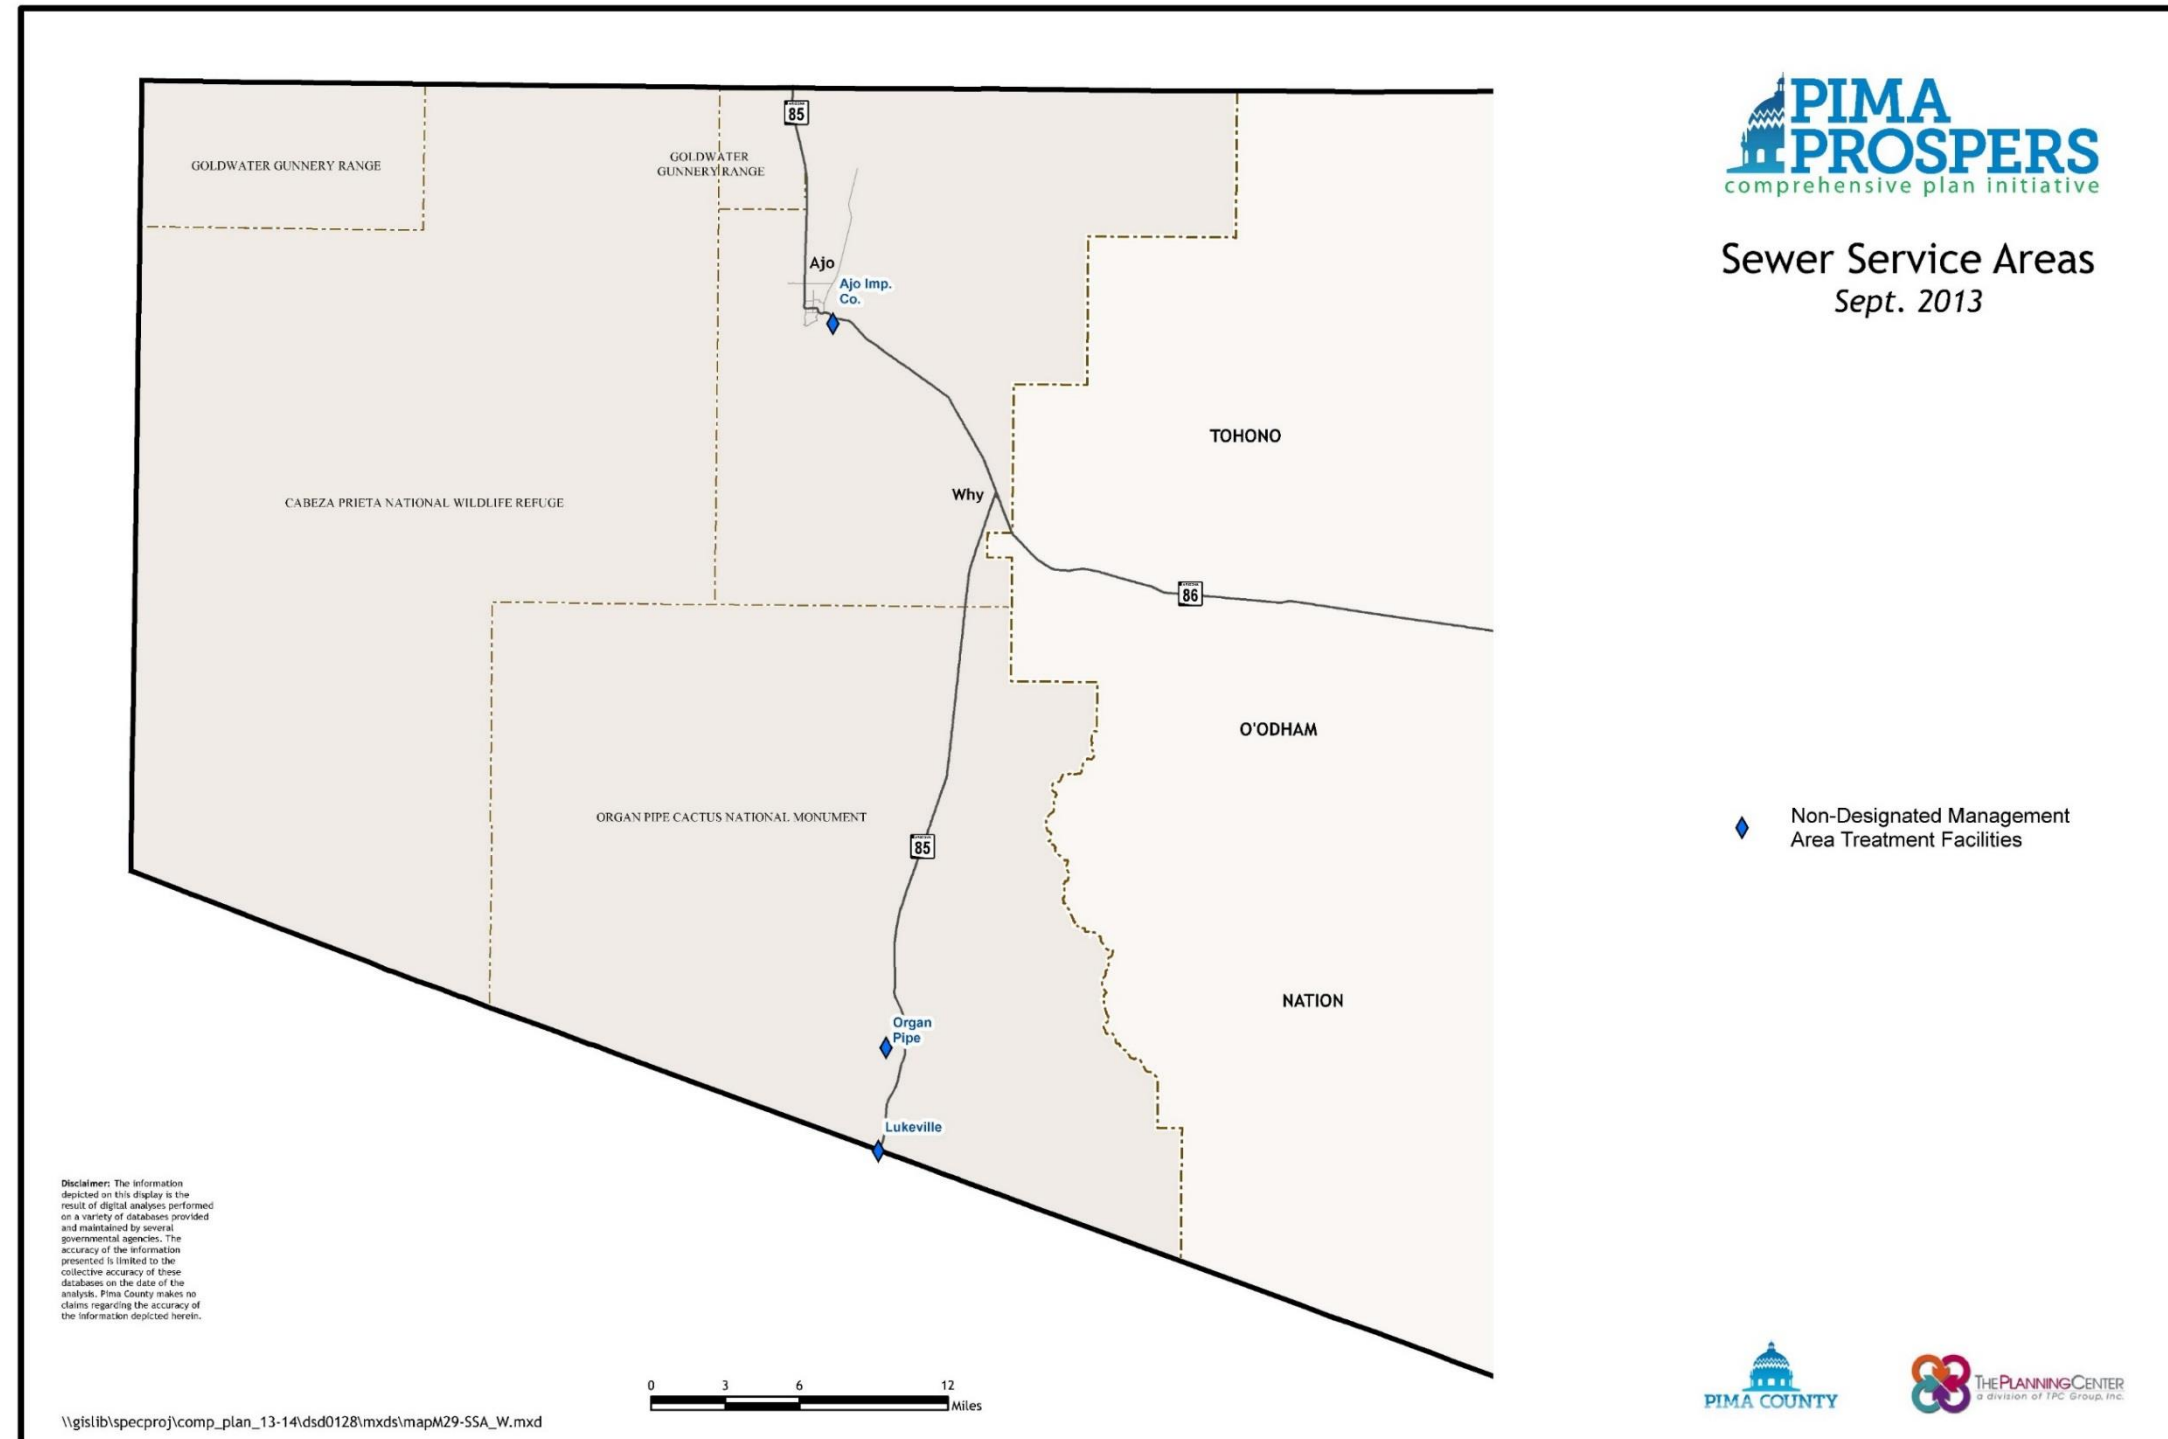 PIMA
PROSPERS
comprehensive plan initiative
Sewer Service Areas
Sept. 2013
85
GOLDWATER GUNNERY RANGE
GOLDWATER
GUNNERY RANGE
Ajo
Ajo Imp.
Co.
TOHONO
Why
CABEZA PRIETA NATIONAL WILDLIFE REFUGE
86
O'ODHAM
ORGAN PIPE CACTUS NATIONAL MONUMENT
85
Non-Designated Management
Area Treatment Facilities
NATION
Organ
Pipe
Lukeville
Disclaimer: The information
depicted on this display is the
result of digital analyses performed
on a variety of databases provided
and maintained by several
governmental agencies. The
accuracy of the information
presented is limited to the
collective accuracy of these
databases on the date of the
analysis. Pima County makes no
claims regarding the accuracy of
the information depicted herein.
0 3 6 12
Miles
\\gislib\specproj\comp_plan_13-14\dsd0128\mxds\mapM29-SSA_W.mxd
PIMA COUNTY
THE PLANNING CENTER
a division of TPC Group, Inc.